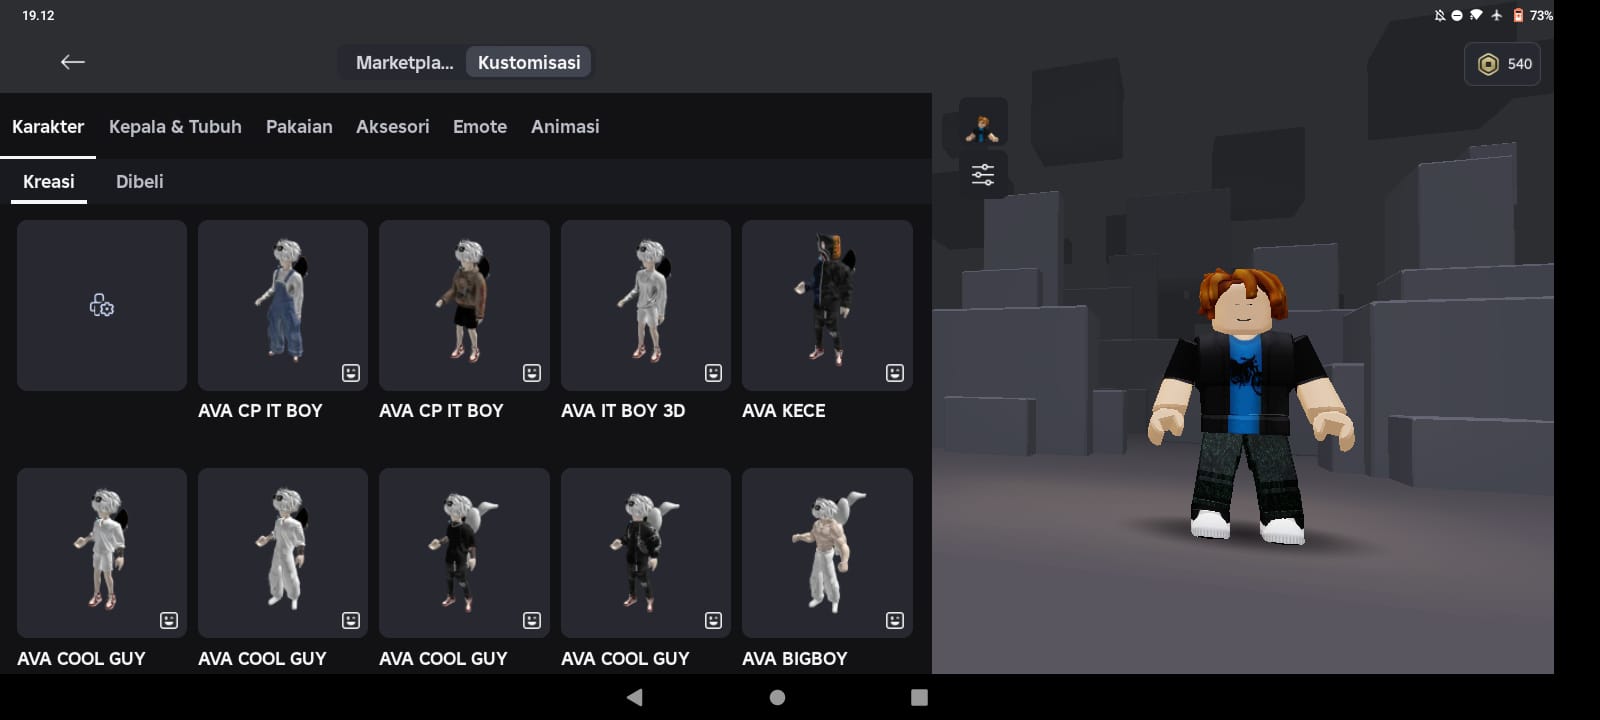 19.12
73%
Marketpla...
Kustomisasi
540
Karakter
Kepala & Tubuh
Pakaian
Aksesori
Emote
Animasi
Kreasi
Dibeli
AVA CP IT BOY
AVA CP IT BOY
AVA IT BOY 3D
AVA KECE
AVA COOL GUY
AVA COOL GUY
AVA COOL GUY
AVA COOL GUY
AVA BIGBOY